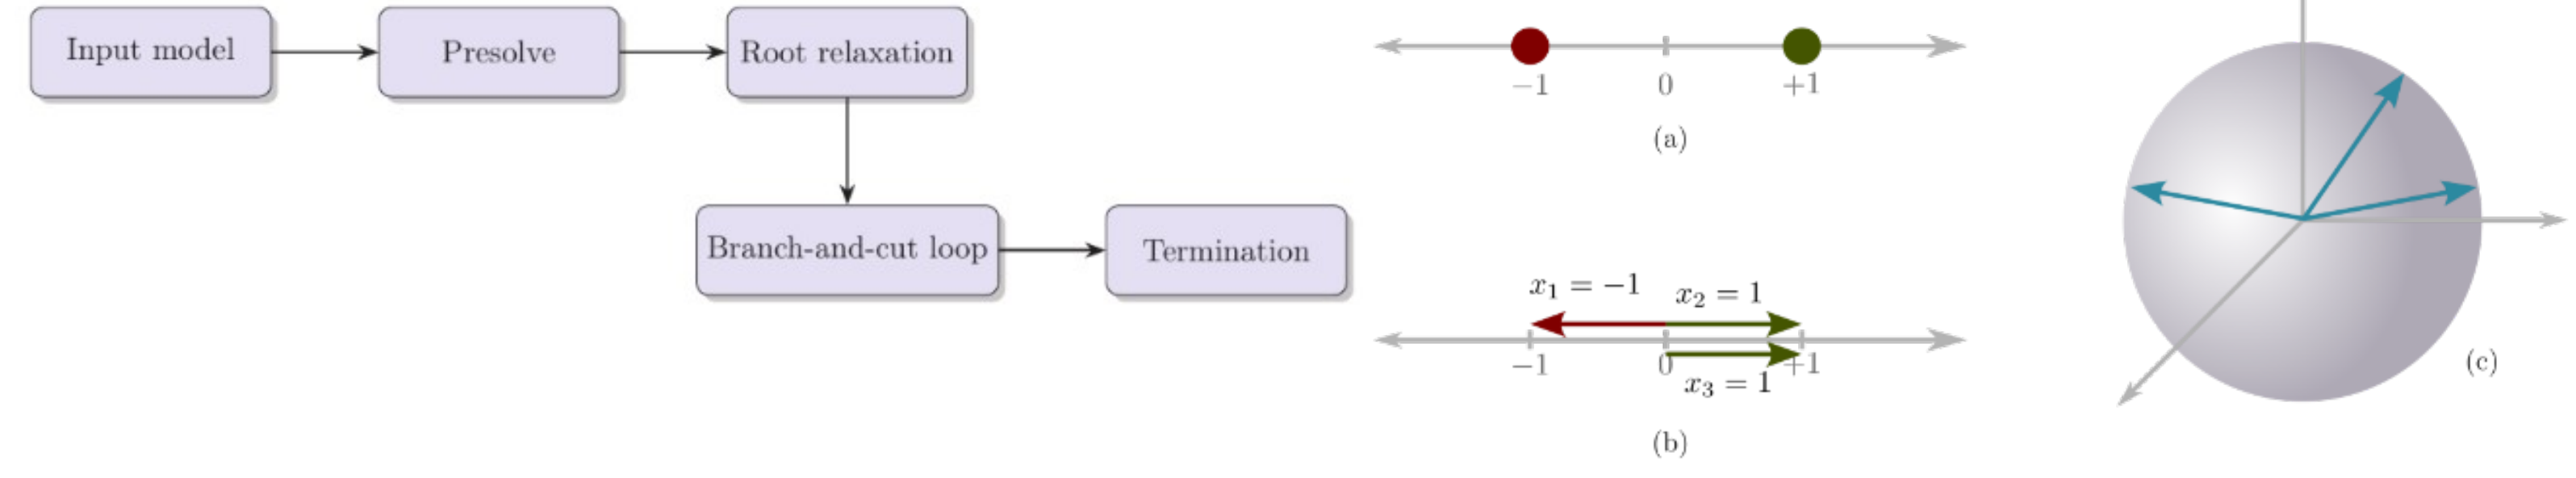 Input model
Presolve
Root relaxation
Branch-and-cut loop
Termination
−1
0
+1
(a)
x₁ = −1
x₂ = 1
−1
0
+1
x₃ = 1
(b)
(c)